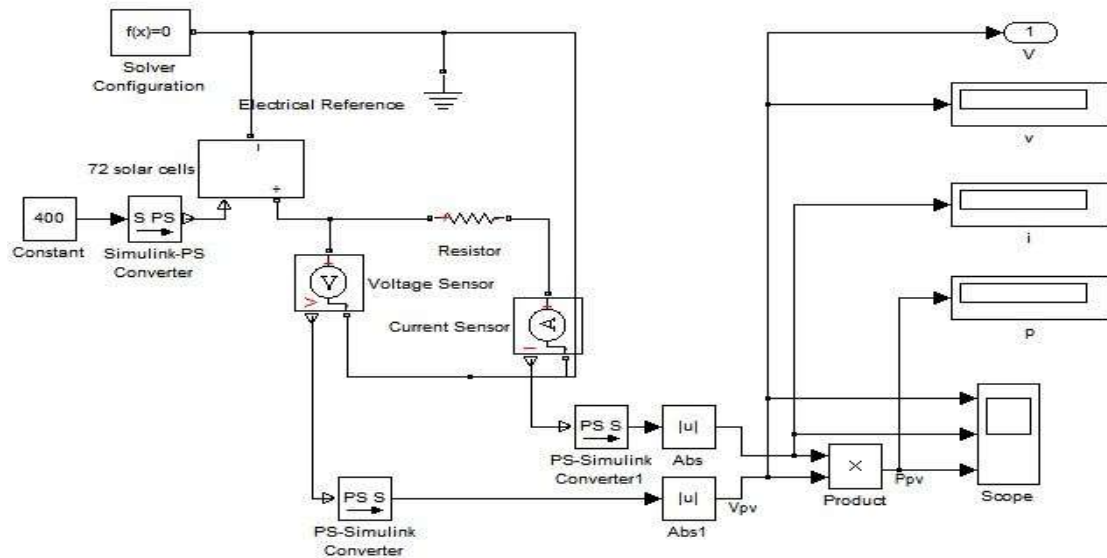 f(x)=0
Solver
Configuration
Electrical Reference
1
V
v
72 solar cells
-
+
400
Constant
S PS
Simulink-PS
Converter
Resistor
+
V
V
Voltage Sensor
i
+
A
I
Current Sensor
p
PS S
PS-Simulink
Converter1
|u|
Abs
PS S
PS-Simulink
Converter
|u|
Abs1
Vpv
×
Product
Ppv
Scope